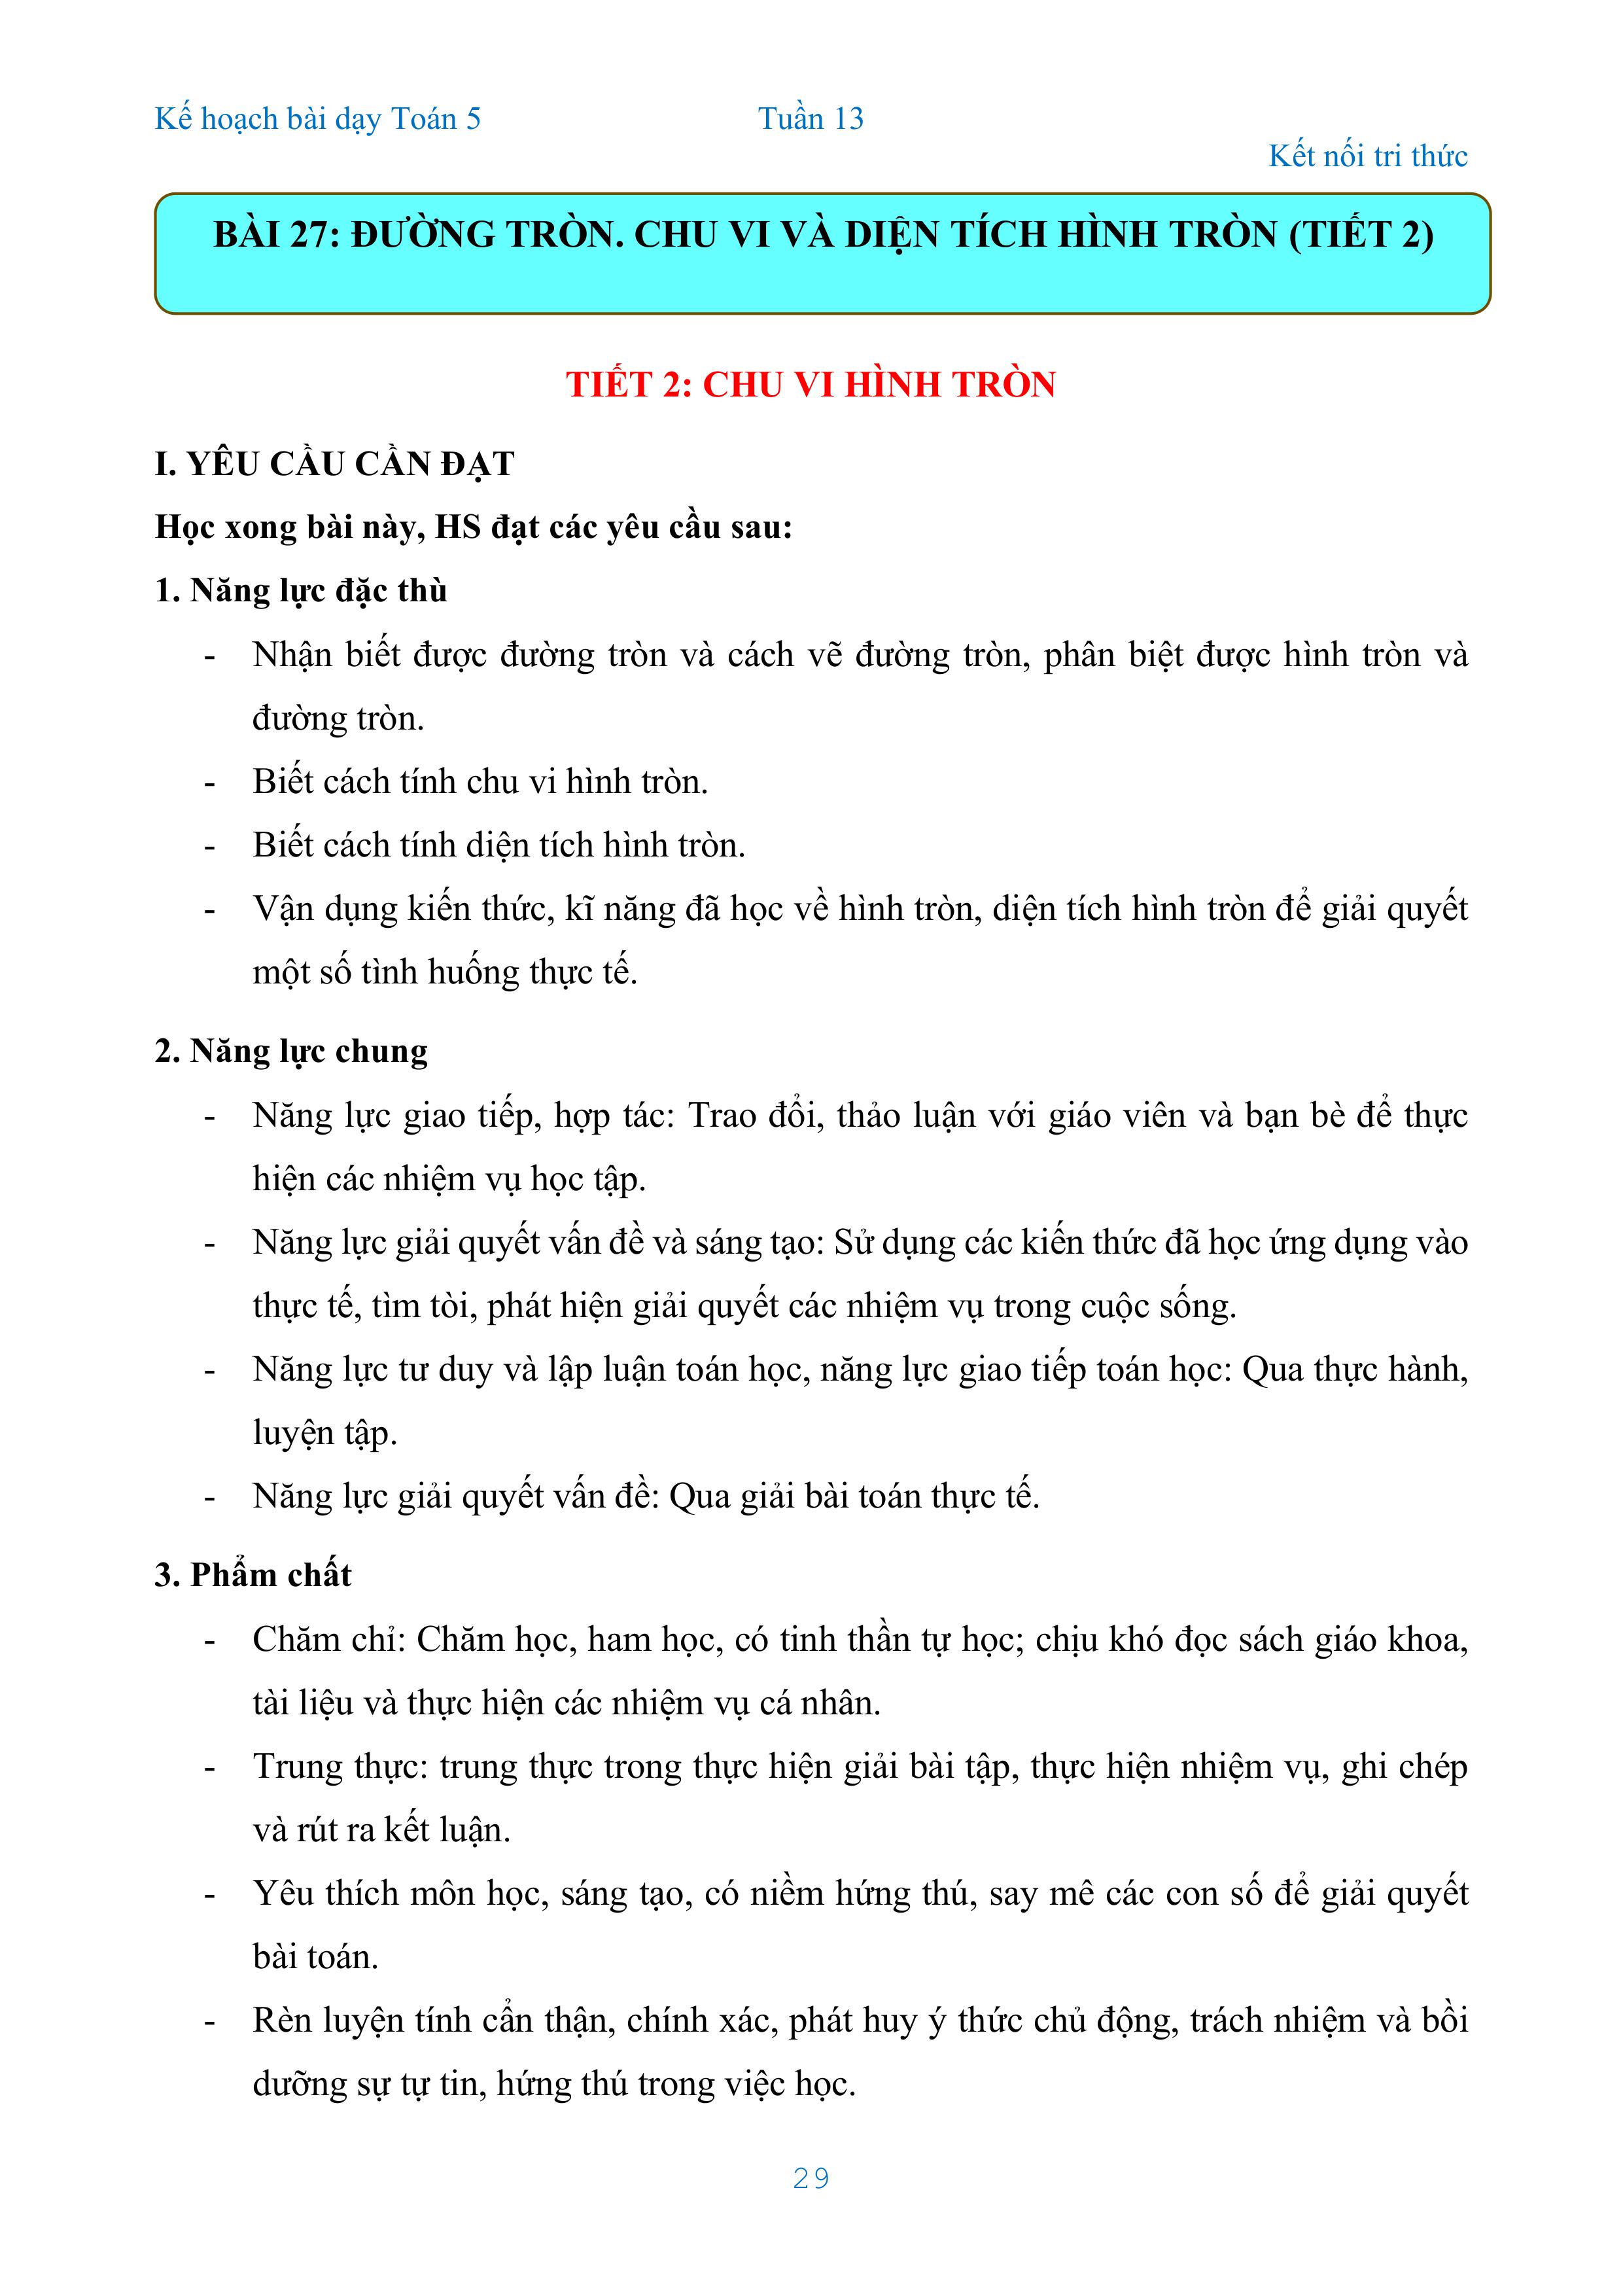 Kế hoạch bài dạy Toán 5 Tuần 13
Kết nối tri thức
BÀI 27: ĐƯỜNG TRÒN. CHU VI VÀ DIỆN TÍCH HÌNH TRÒN (TIẾT 2)
TIẾT 2: CHU VI HÌNH TRÒN
I. YÊU CẦU CẦN ĐẠT
Học xong bài này, HS đạt các yêu cầu sau:
1. Năng lực đặc thù
- Nhận biết được đường tròn và cách vẽ đường tròn, phân biệt được hình tròn và
đường tròn.
- Biết cách tính chu vi hình tròn.
- Biết cách tính diện tích hình tròn.
- Vận dụng kiến thức, kĩ năng đã học về hình tròn, diện tích hình tròn để giải quyết
một số tình huống thực tế.
2. Năng lực chung
- Năng lực giao tiếp, hợp tác: Trao đổi, thảo luận với giáo viên và bạn bè để thực
hiện các nhiệm vụ học tập.
- Năng lực giải quyết vấn đề và sáng tạo: Sử dụng các kiến thức đã học ứng dụng vào
thực tế, tìm tòi, phát hiện giải quyết các nhiệm vụ trong cuộc sống.
- Năng lực tư duy và lập luận toán học, năng lực giao tiếp toán học: Qua thực hành,
luyện tập.
- Năng lực giải quyết vấn đề: Qua giải bài toán thực tế.
3. Phẩm chất
- Chăm chỉ: Chăm học, ham học, có tinh thần tự học; chịu khó đọc sách giáo khoa,
tài liệu và thực hiện các nhiệm vụ cá nhân.
- Trung thực: trung thực trong thực hiện giải bài tập, thực hiện nhiệm vụ, ghi chép
và rút ra kết luận.
- Yêu thích môn học, sáng tạo, có niềm hứng thú, say mê các con số để giải quyết
bài toán.
- Rèn luyện tính cẩn thận, chính xác, phát huy ý thức chủ động, trách nhiệm và bồi
dưỡng sự tự tin, hứng thú trong việc học.
29